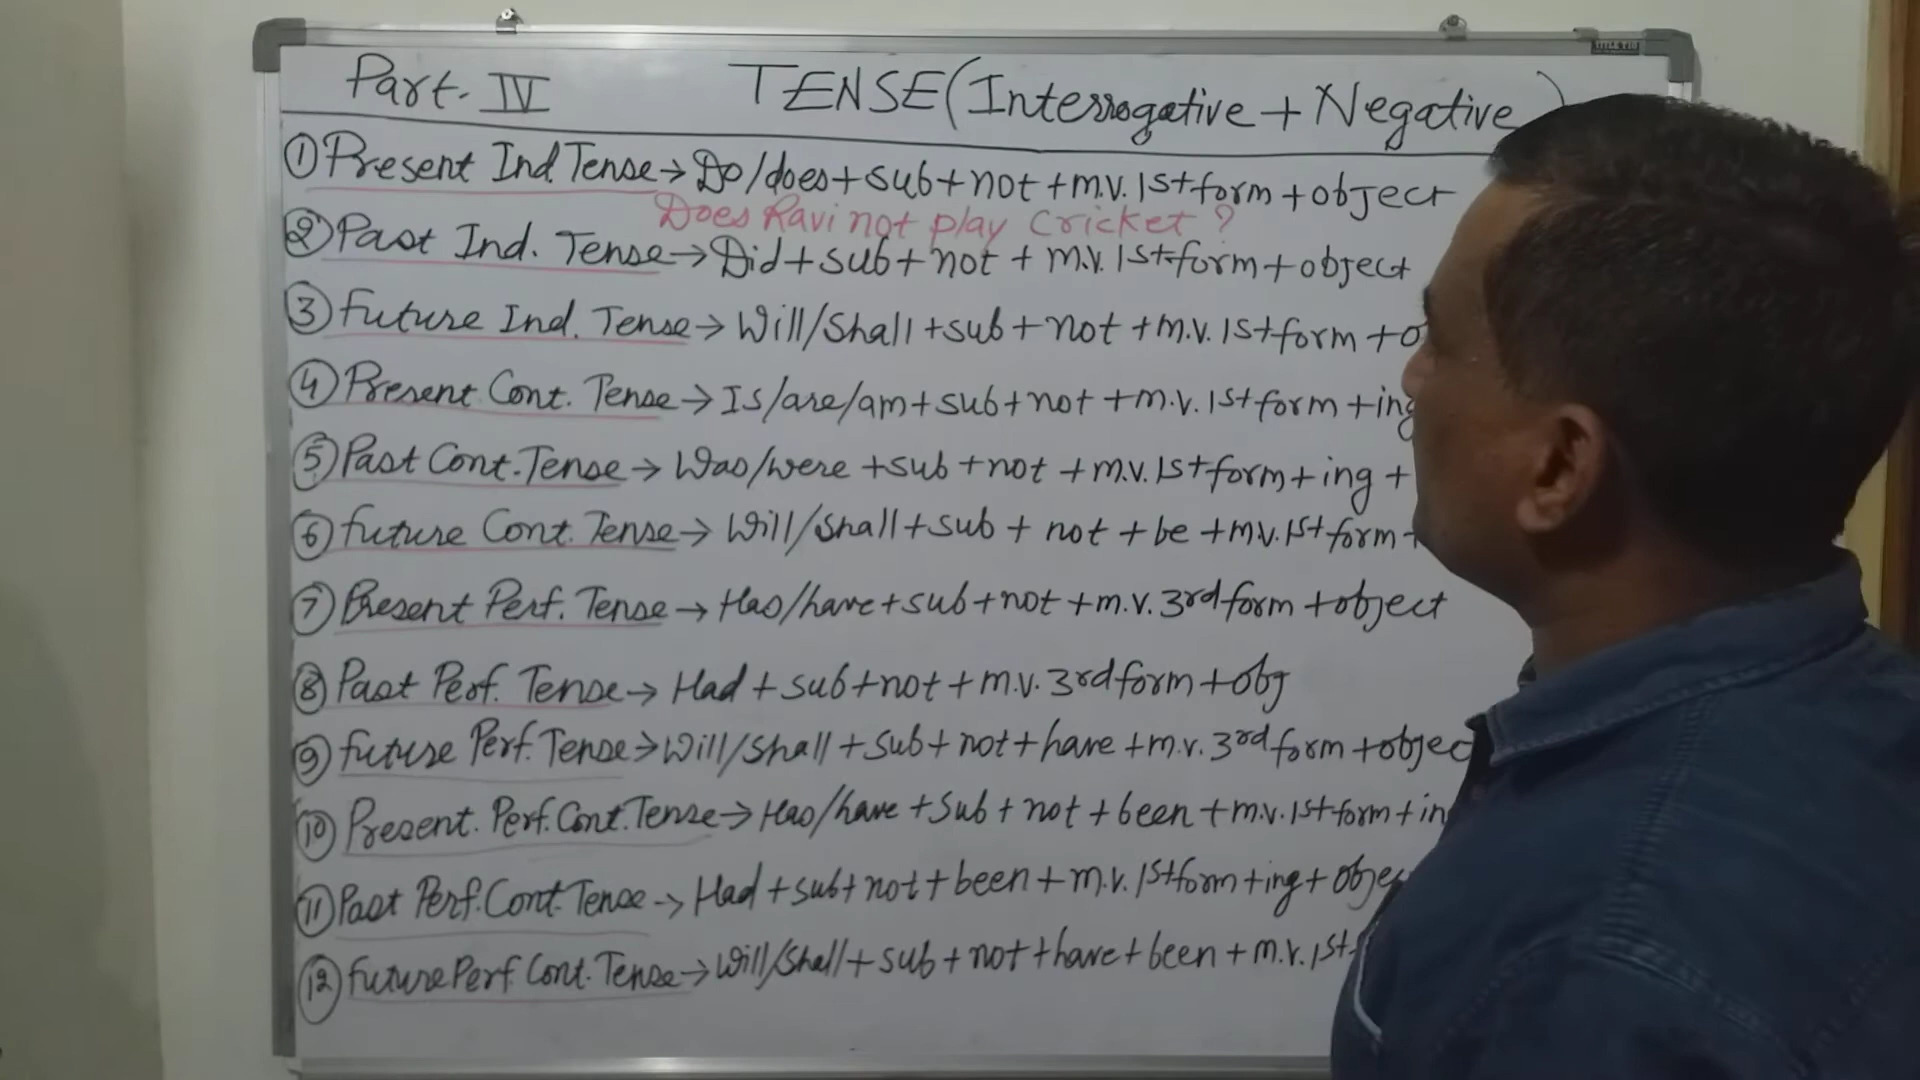 Part. IV TENSE (Interrogative + Negative)
① Present Ind Tense → Do/does + sub + not + m.v. 1st form + object
Does Ravi not play cricket ?
② Past Ind. Tense → Did + sub + not + m.v. 1st form + object
③ Future Ind. Tense → Will/Shall + sub + not + m.v. 1st form + o
④ Present Cont. Tense → Is/are/am + sub + not + m.v. 1st form + ing
⑤ Past Cont. Tense → Was/were + sub + not + m.v. 1st form + ing +
⑥ Future Cont. Tense → Will/shall + sub + not + be + m.v. 1st form +
⑦ Present Perf. Tense → Has/have + sub + not + m.v. 3rd form + object
⑧ Past Perf. Tense → Had + sub + not + m.v. 3rd form + obj
⑨ Future Perf. Tense → Will/Shall + sub + not + have + m.v. 3rd form + objec
⑩ Present. Perf. Cont. Tense → Has/have + sub + not + been + m.v. 1st form + in
⑪ Past Perf. Cont. Tense → Had + sub + not + been + m.v. 1st form + ing + objec
⑫ Future Perf. Cont. Tense → Will/Shall + sub + not + have + been + m.v. 1st